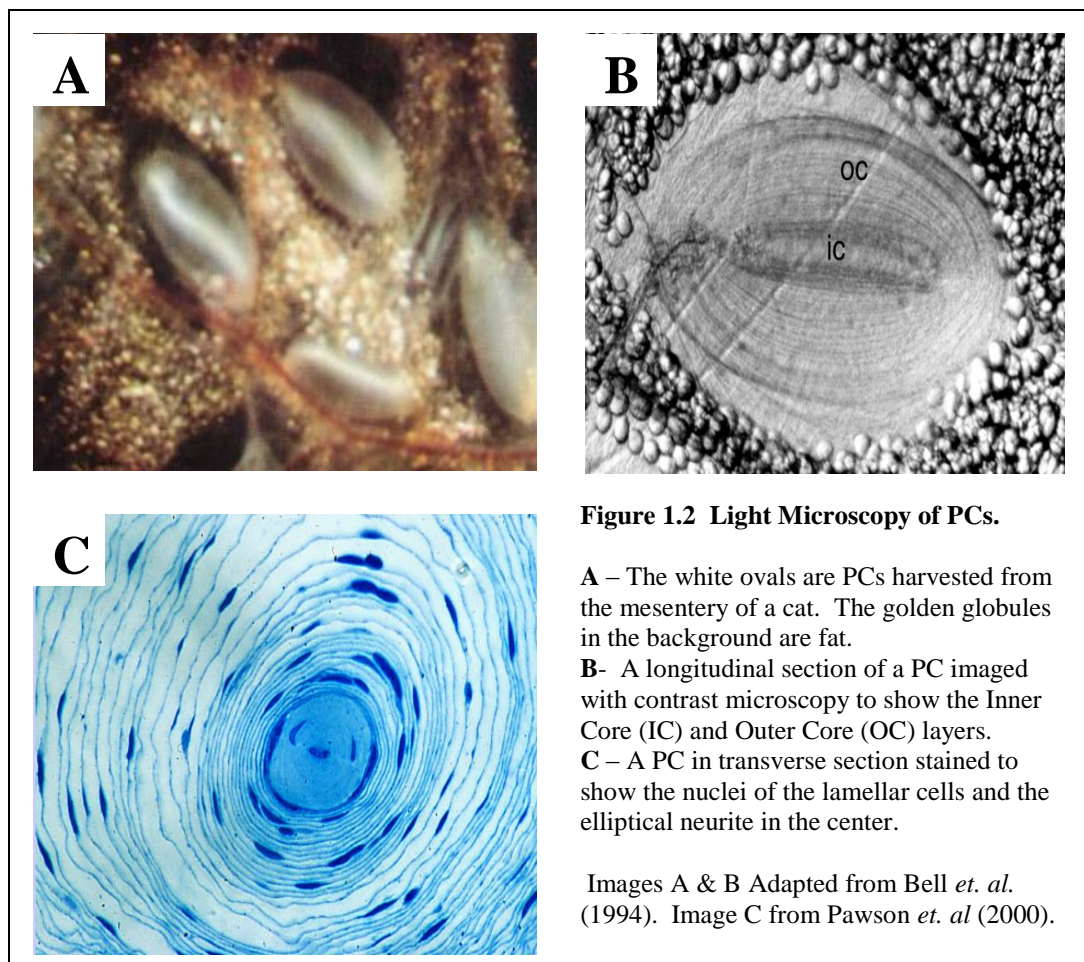 A
B
oc
ic
C
Figure 1.2  Light Microscopy of PCs.
A – The white ovals are PCs harvested from
the mesentery of a cat.  The golden globules
in the background are fat.
B-  A longitudinal section of a PC imaged
with contrast microscopy to show the Inner
Core (IC) and Outer Core (OC) layers.
C – A PC in transverse section stained to
show the nuclei of the lamellar cells and the
elliptical neurite in the center.
Images A & B Adapted from Bell et. al.
(1994).  Image C from Pawson et. al (2000).